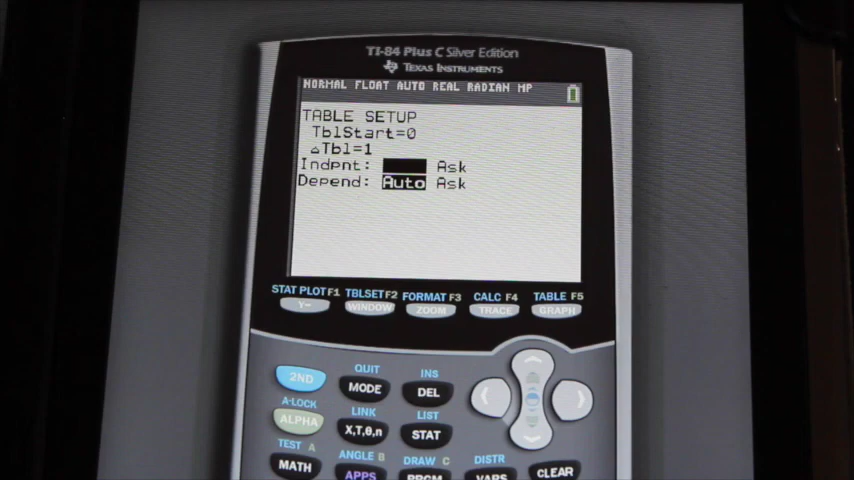 TI-84 Plus C Silver Edition
TEXAS INSTRUMENTS
NORMAL FLOAT AUTO REAL RADIAN MP
TABLE SETUP
TblStart=0
△Tbl=1
Indpnt: Ask
Depend: Auto Ask
STAT PLOT F1 TBLSET F2 FORMAT F3 CALC F4 TABLE F5
Y= WINDOW ZOOM TRACE GRAPH
QUIT INS
2ND MODE DEL
A-LOCK LINK LIST
ALPHA X,T,θ,n STAT
TEST A ANGLE B DRAW C DISTR
MATH APPS PRGM VARS CLEAR